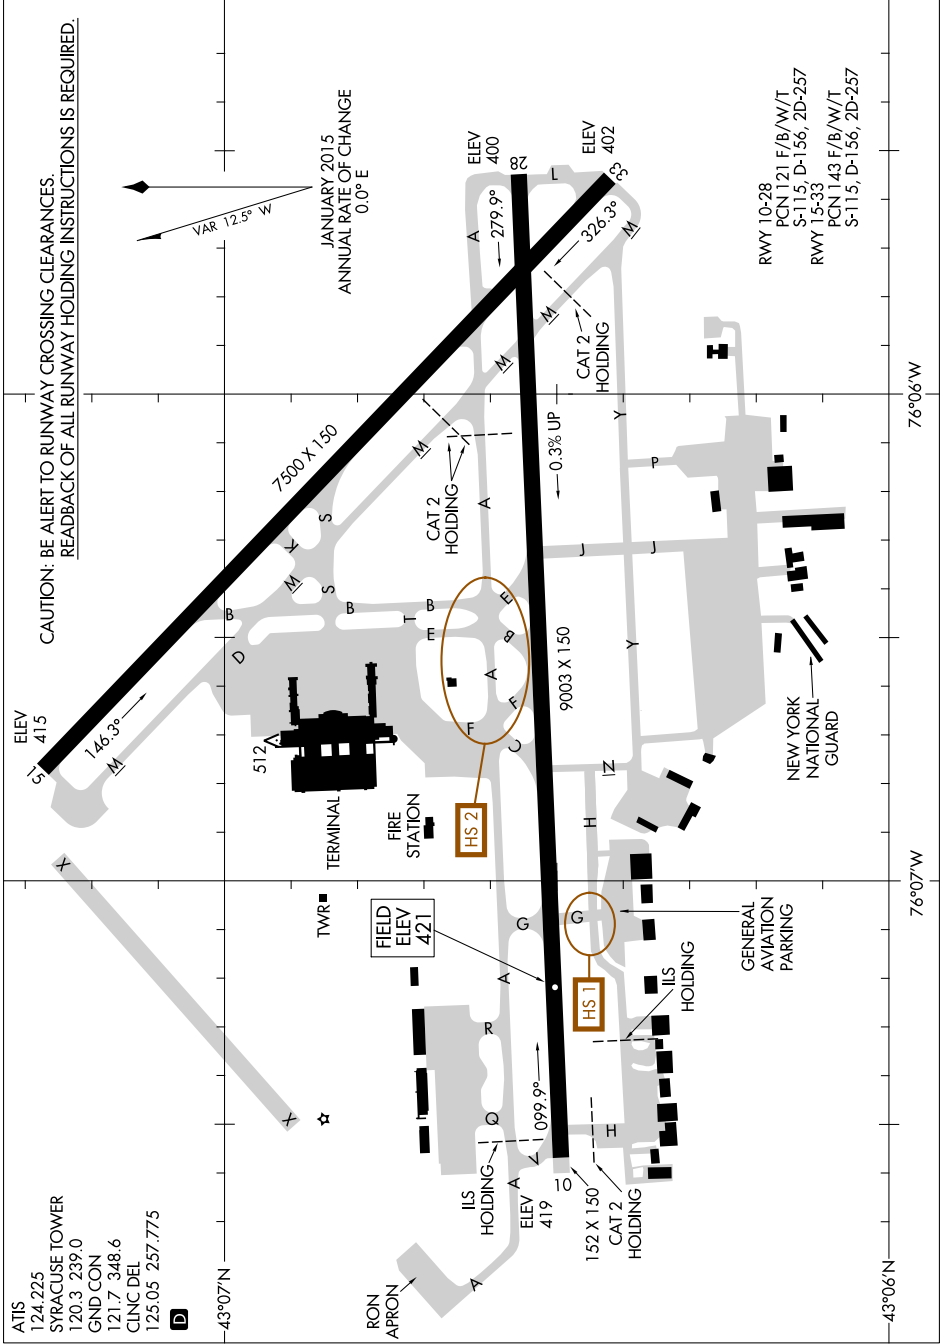 ATIS
124.225
SYRACUSE TOWER
120.3 239.0
GND CON
121.7 348.6
CLNC DEL
125.05 257.775
D
CAUTION: BE ALERT TO RUNWAY CROSSING CLEARANCES.
READBACK OF ALL RUNWAY HOLDING INSTRUCTIONS IS REQUIRED.
VAR 12.5° W
JANUARY 2015
ANNUAL RATE OF CHANGE
0.0° E
43°07'N
X
X
TWR
ELEV
415
15
146.3°
M
D
B
M
K
S
S
7500 X 150
512
TERMINAL
FIRE
STATION
B
T
B
E
M
CAT 2
HOLDING
A
M
M
A
ELEV
400
28
279.9°
L
ELEV
402
33
326.3°
M
CAT 2
HOLDING
0.3% UP
HS 2
F
A
F
C
B
E
9003 X 150
FIELD
ELEV
421
RON
APRON
A
A
ILS
HOLDING
Q
R
A
G
V
ELEV
419
10
099.9°
152 X 150
CAT 2
HOLDING
H
HS 1
G
H
N
ILS
HOLDING
GENERAL
AVIATION
PARKING
Y
J
J
P
Y
NEW YORK
NATIONAL
GUARD
RWY 10-28
PCN 121 F/B/W/T
S-115, D-156, 2D-257
RWY 15-33
PCN 143 F/B/W/T
S-115, D-156, 2D-257
43°06'N
76°07'W
76°06'W